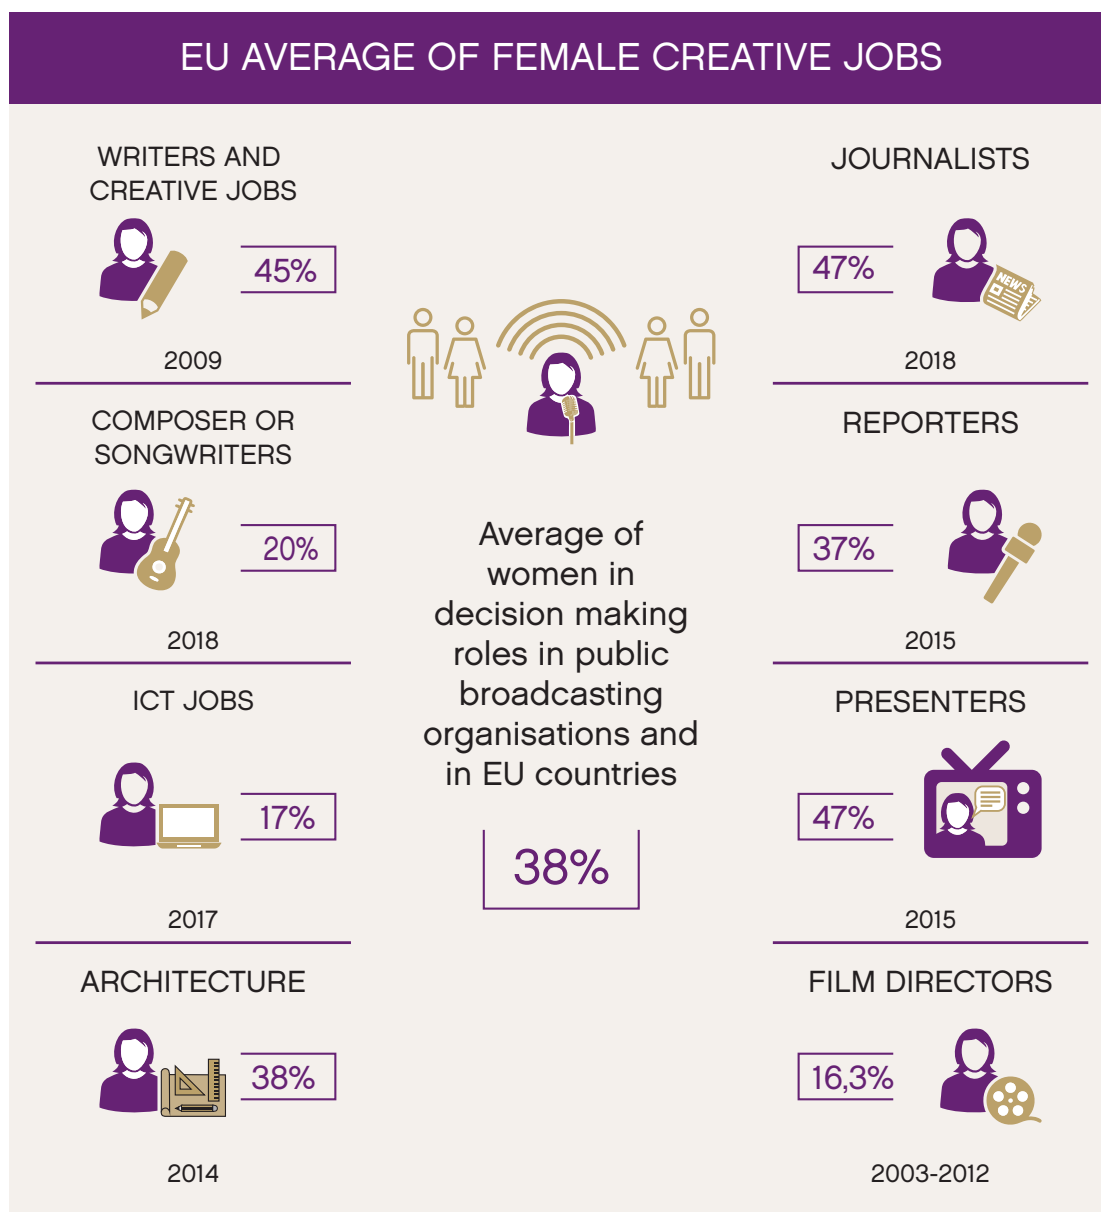 EU AVERAGE OF FEMALE CREATIVE JOBS
WRITERS AND
CREATIVE JOBS
45%
2009
COMPOSER OR
SONGWRITERS
20%
2018
ICT JOBS
17%
2017
ARCHITECTURE
38%
2014
Average of
women in
decision making
roles in public
broadcasting
organisations and
in EU countries
38%
JOURNALISTS
47%
NEWS
2018
REPORTERS
37%
2015
PRESENTERS
47%
2015
FILM DIRECTORS
16,3%
2003-2012